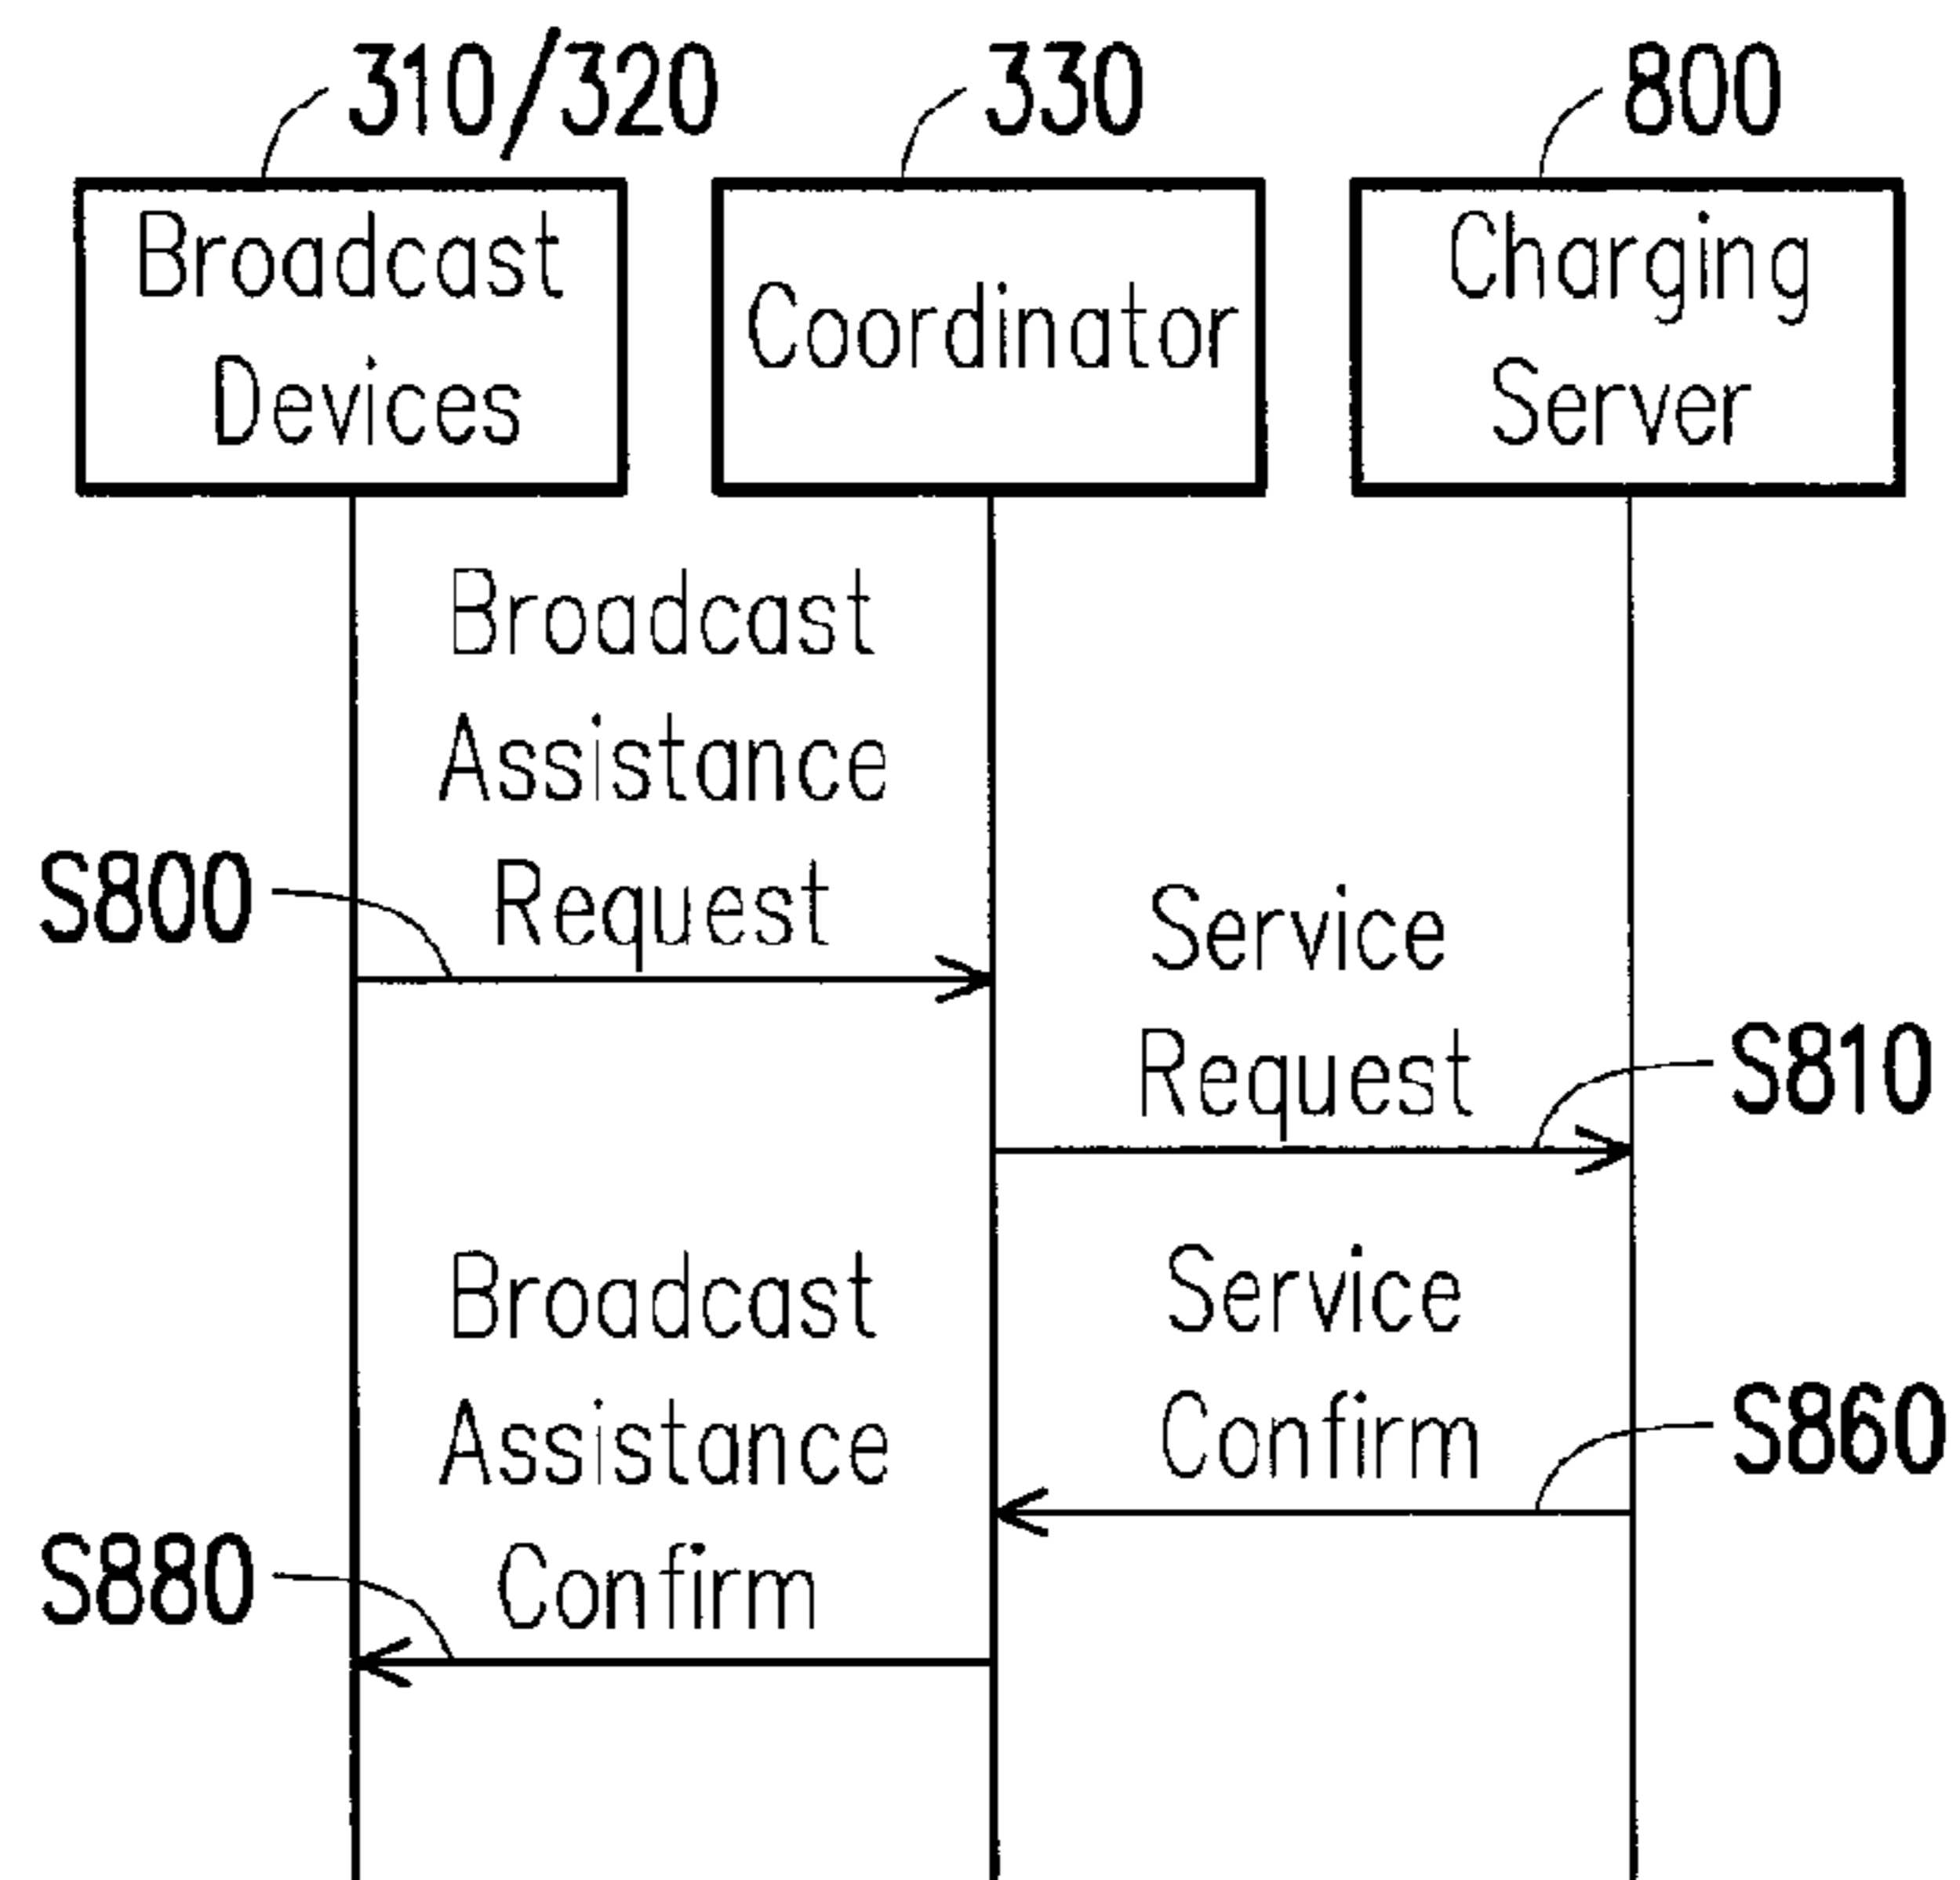 310/320
330
800
Broadcast
Devices
Coordinator
Charging
Server
Broadcast
Assistance
Request
S800
Service
Request
S810
Broadcast
Assistance
Confirm
S880
Service
Confirm
S860